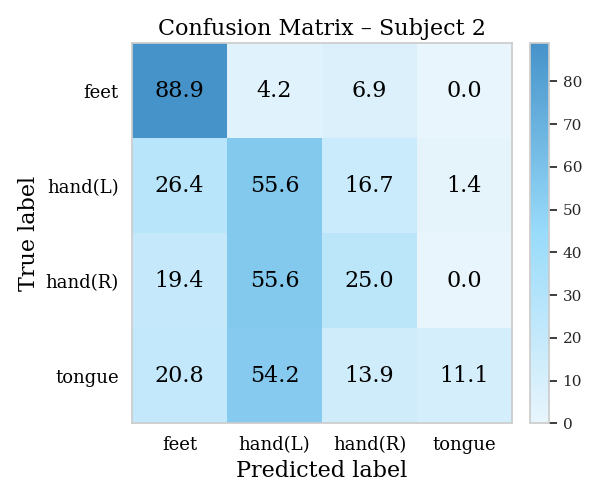 Confusion Matrix – Subject 2
True label
feet 88.9 4.2 6.9 0.0
hand(L) 26.4 55.6 16.7 1.4
hand(R) 19.4 55.6 25.0 0.0
tongue 20.8 54.2 13.9 11.1
feet hand(L) hand(R) tongue
Predicted label
80
70
60
50
40
30
20
10
0